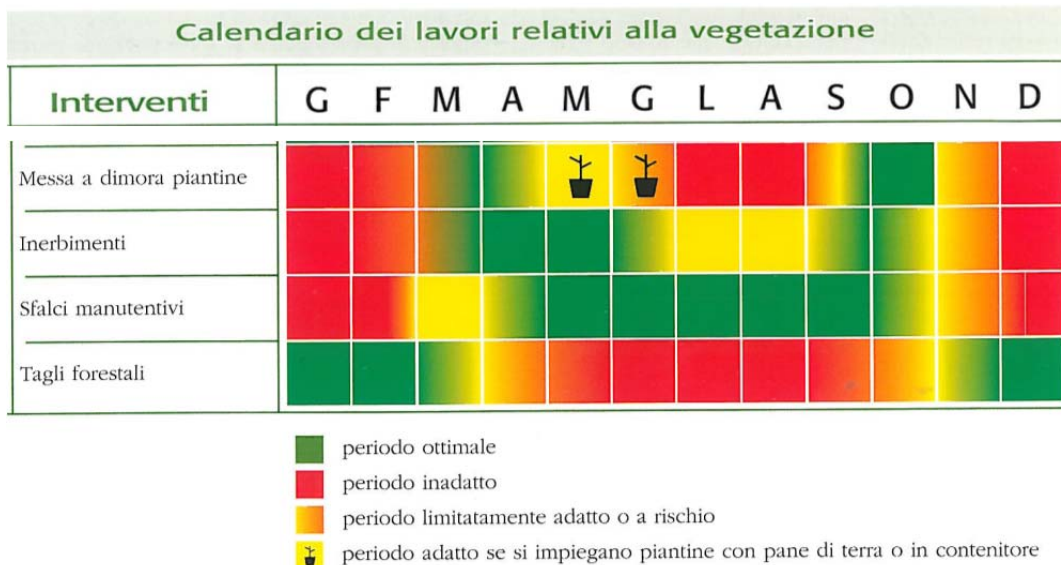 Calendario dei lavori relativi alla vegetazione
Interventi G F M A M G L A S O N D
Messa a dimora piantine
Inerbimenti
Sfalci manutentivi
Tagli forestali
periodo ottimale
periodo inadatto
periodo limitatamente adatto o a rischio
periodo adatto se si impiegano piantine con pane di terra o in contenitore